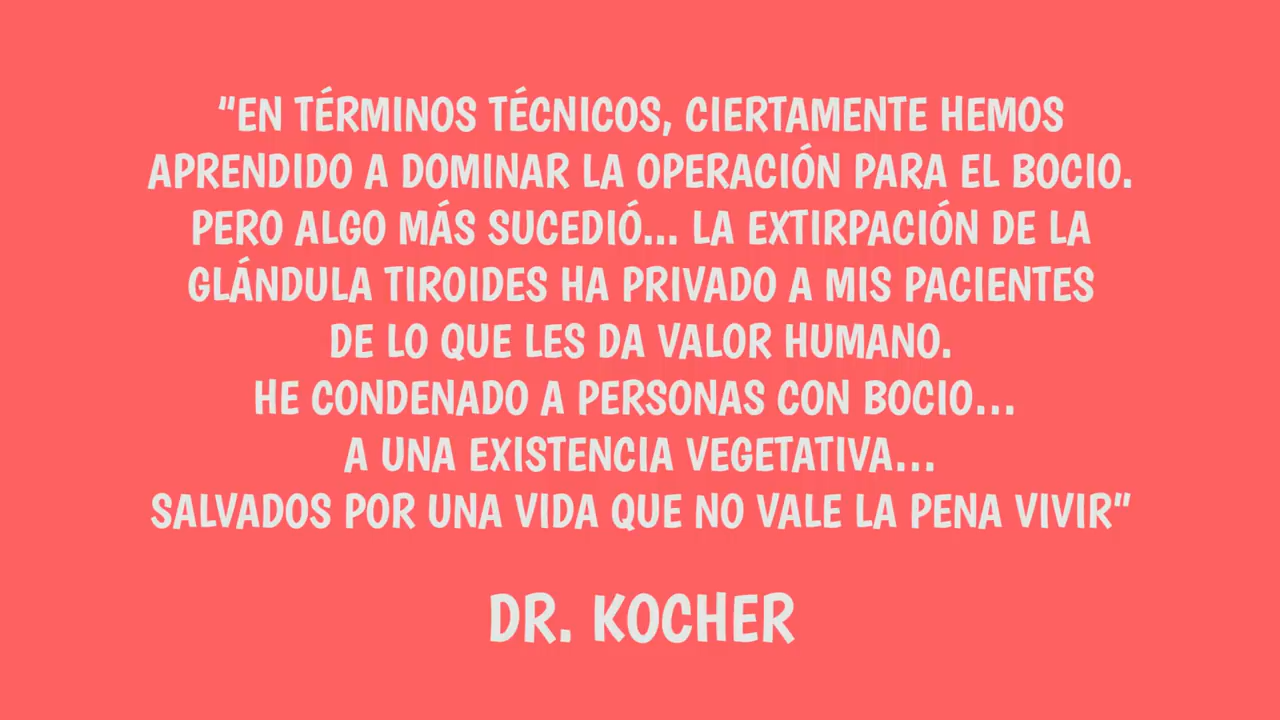 "EN TÉRMINOS TÉCNICOS, CIERTAMENTE HEMOS
APRENDIDO A DOMINAR LA OPERACIÓN PARA EL BOCIO.
PERO ALGO MÁS SUCEDIÓ... LA EXTIRPACIÓN DE LA
GLÁNDULA TIROIDES HA PRIVADO A MIS PACIENTES
DE LO QUE LES DA VALOR HUMANO.
HE CONDENADO A PERSONAS CON BOCIO...
A UNA EXISTENCIA VEGETATIVA...
SALVADOS POR UNA VIDA QUE NO VALE LA PENA VIVIR"
DR. KOCHER